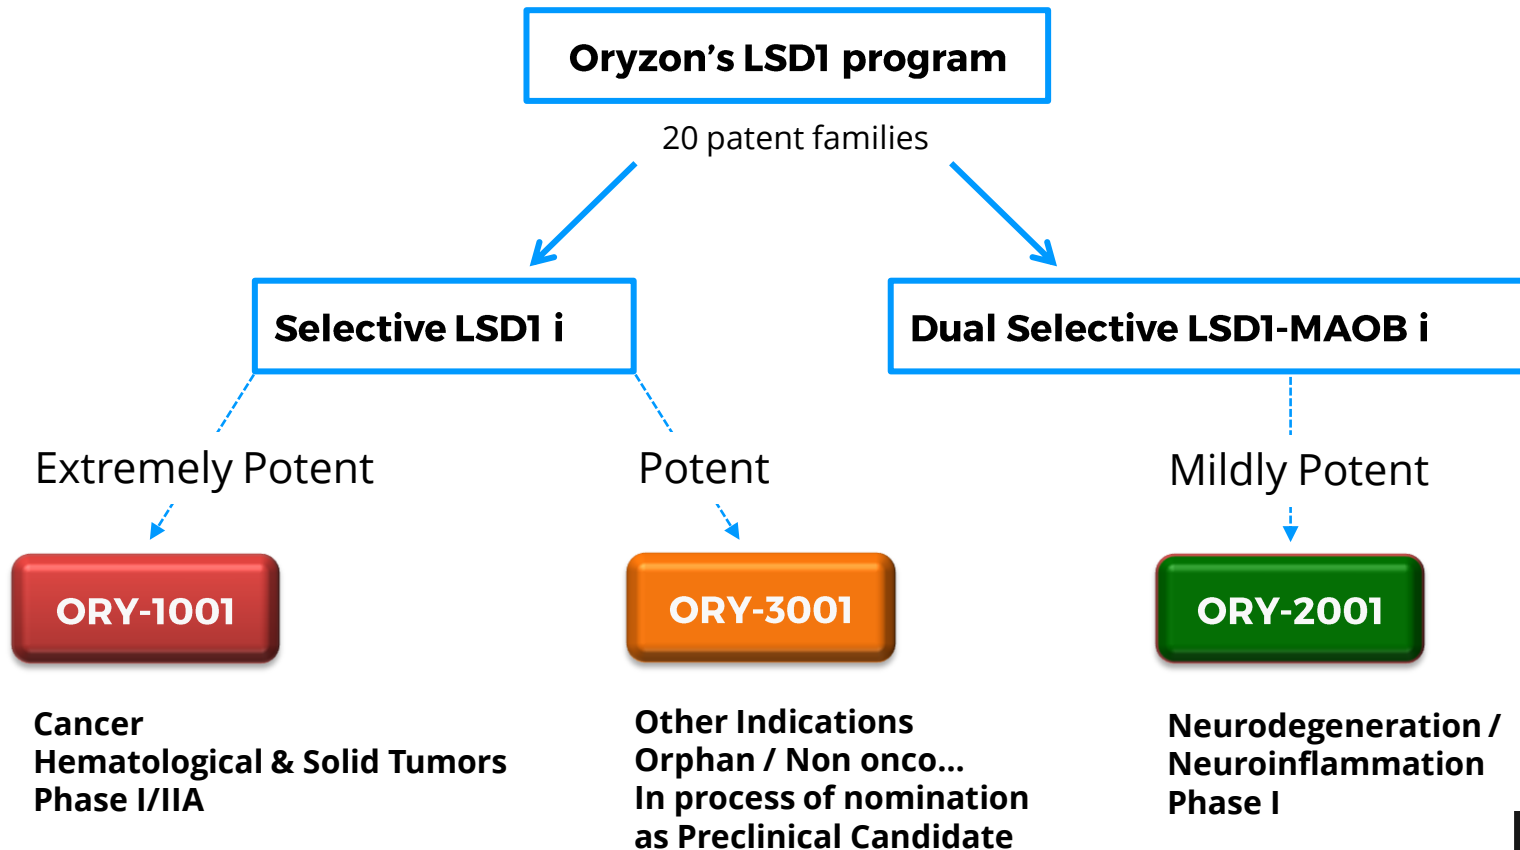 Oryzon’s LSD1 program
20 patent families
Selective LSD1 i
Dual Selective LSD1-MAOB i
Extremely Potent
Potent
Mildly Potent
ORY-1001
ORY-3001
ORY-2001
Cancer
Hematological & Solid Tumors
Phase I/IIA
Other Indications
Orphan / Non onco...
In process of nomination
as Preclinical Candidate
Neurodegeneration /
Neuroinflammation
Phase I